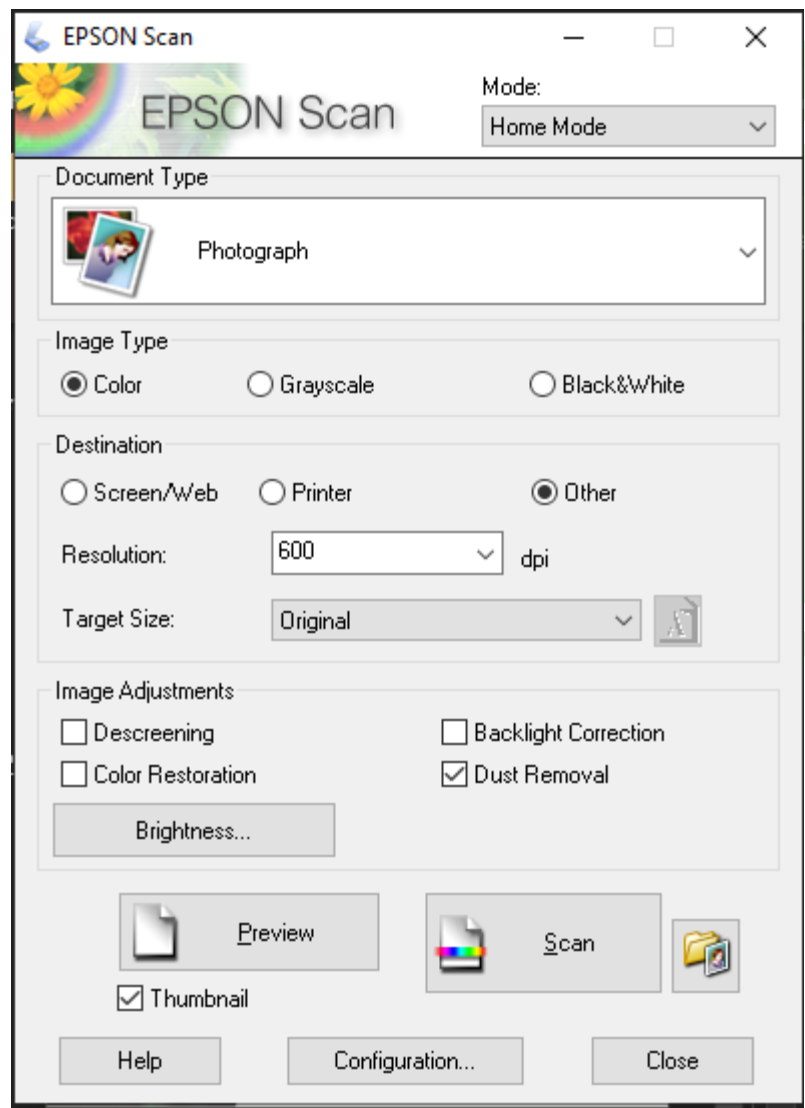 EPSON Scan
EPSON Scan
Mode:
Home Mode
Document Type
Photograph
Image Type
Color Grayscale Black&White
Destination
Screen/Web Printer Other
Resolution: 600 dpi
Target Size: Original
Image Adjustments
Descreening Backlight Correction
Color Restoration Dust Removal
Brightness...
Preview Scan
Thumbnail
Help Configuration... Close